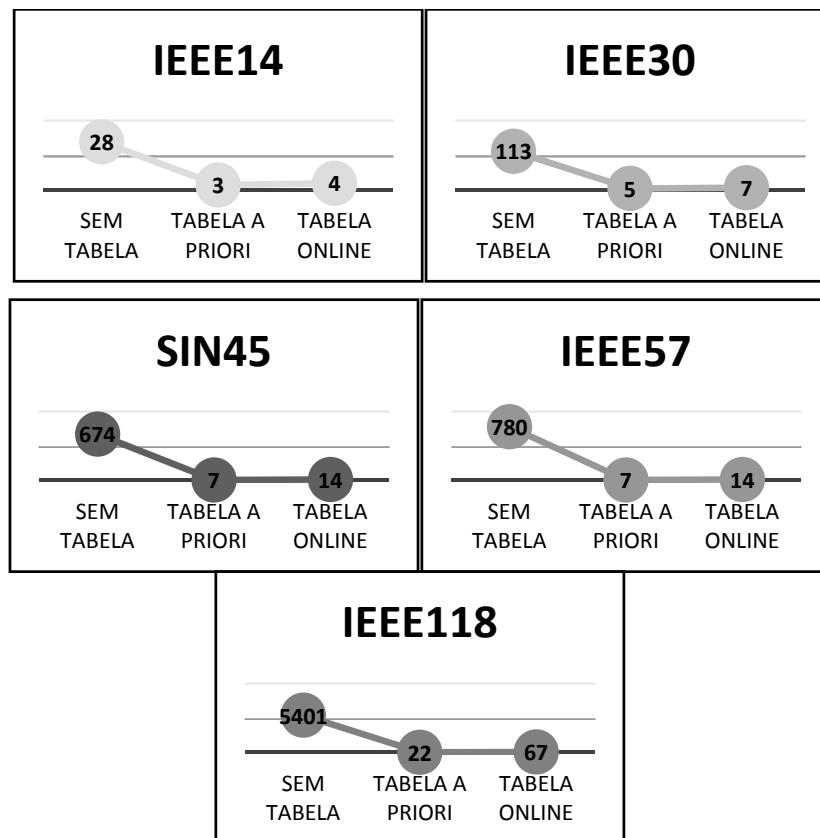 IEEE14
28
3
4
SEM TABELA
TABELA A PRIORI
TABELA ONLINE
IEEE30
113
5
7
SEM TABELA
TABELA A PRIORI
TABELA ONLINE
SIN45
674
7
14
SEM TABELA
TABELA A PRIORI
TABELA ONLINE
IEEE57
780
7
14
SEM TABELA
TABELA A PRIORI
TABELA ONLINE
IEEE118
5401
22
67
SEM TABELA
TABELA A PRIORI
TABELA ONLINE